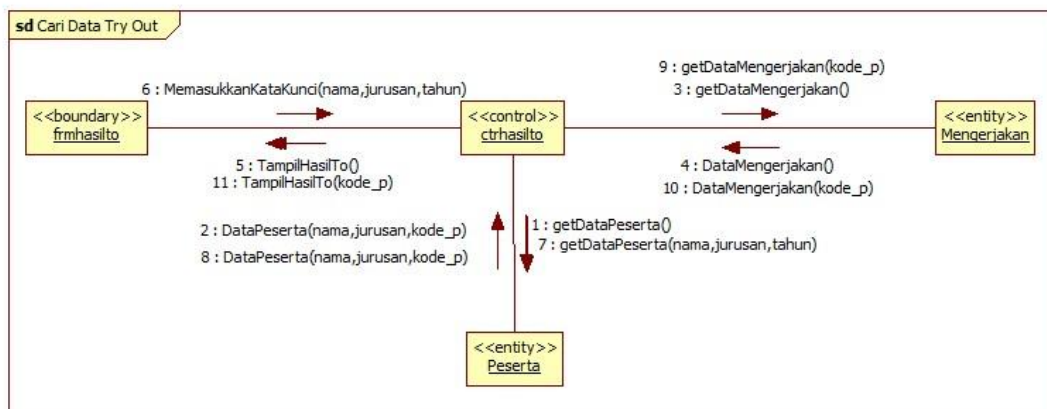 sd Cari Data Try Out
9 : getDataMengerjakan(kode_p)
6 : MemasukkanKataKunci(nama,jurusan,tahun)
3 : getDataMengerjakan()
<<boundary>>
frmhasilto
<<control>>
ctrhasilto
<<entity>>
Mengerjakan
5 : TampilHasilTo()
11 : TampilHasilTo(kode_p)
4 : DataMengerjakan()
10 : DataMengerjakan(kode_p)
2 : DataPeserta(nama,jurusan,kode_p)
8 : DataPeserta(nama,jurusan,kode_p)
1 : getDataPeserta()
7 : getDataPeserta(nama,jurusan,tahun)
<<entity>>
Peserta